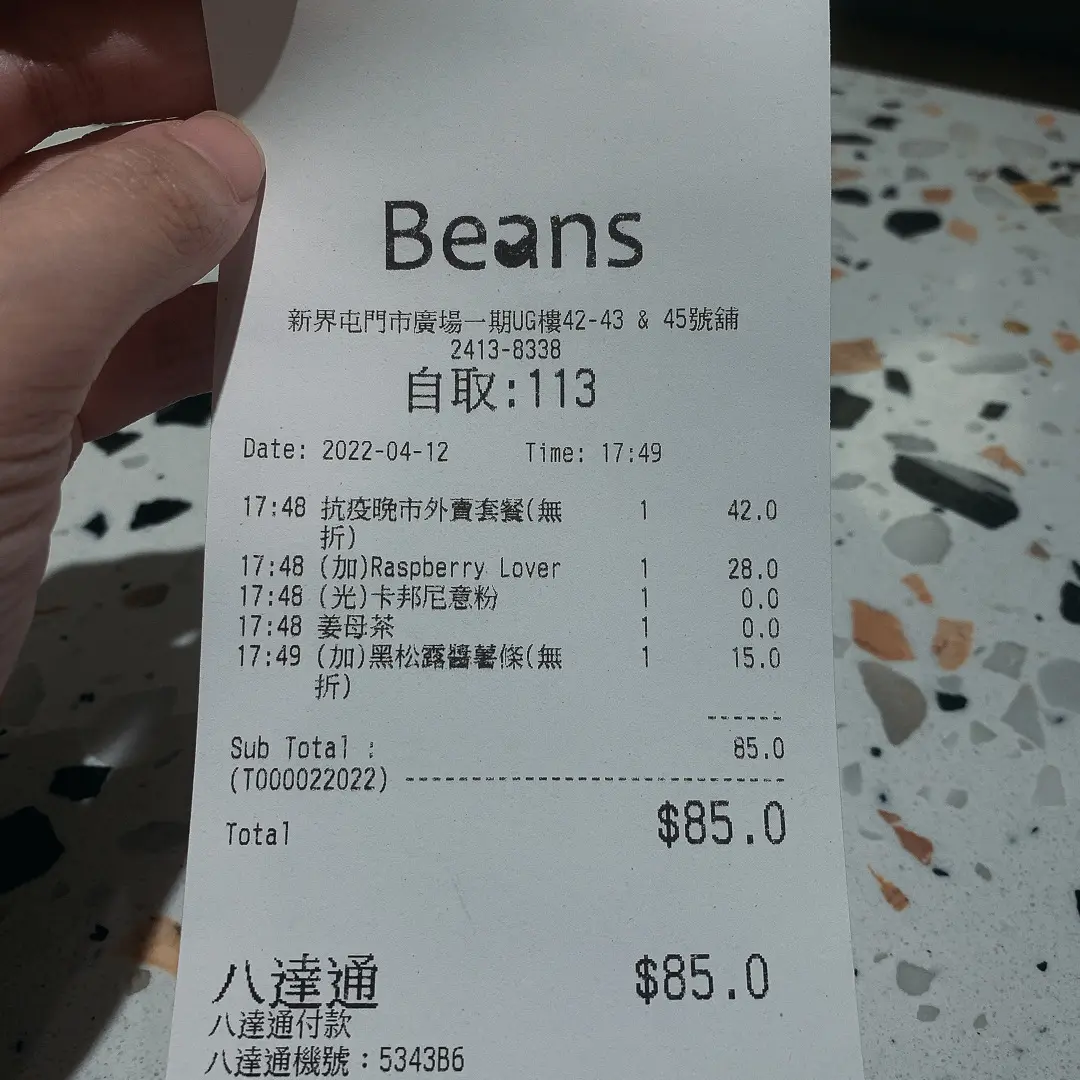 Beans
新界屯門市廣場一期UG樓42-43 & 45號舖
2413-8338
自取:113
Date: 2022-04-12 Time: 17:49
17:48 抗疫晚市外賣套餐(無 1 42.0
折)
17:48 (加)Raspberry Lover 1 28.0
17:48 (光)卡邦尼意粉 1 0.0
17:48 姜母茶 1 0.0
17:49 (加)黑松露醬薯條(無 1 15.0
折)
------
Sub Total : 85.0
(T000022022) --------------------------------
Total $85.0
八達通 $85.0
八達通付款
八達通機號：5343B6